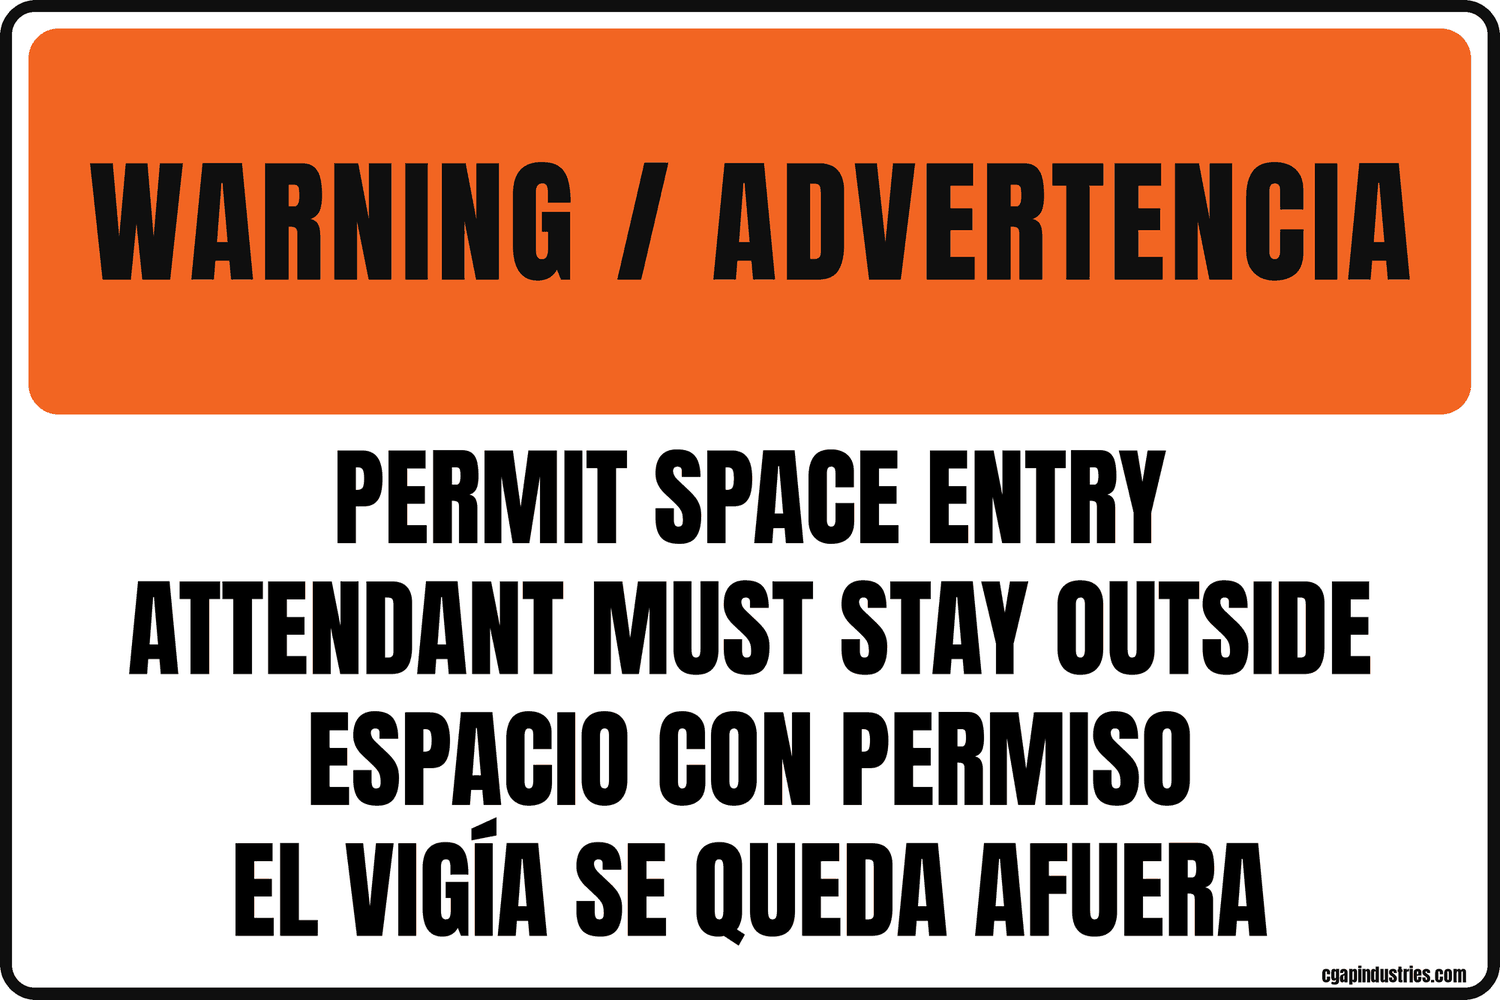 WARNING / ADVERTENCIA
PERMIT SPACE ENTRY
ATTENDANT MUST STAY OUTSIDE
ESPACIO CON PERMISO
EL VIGÍA SE QUEDA AFUERA
cgapindustries.com